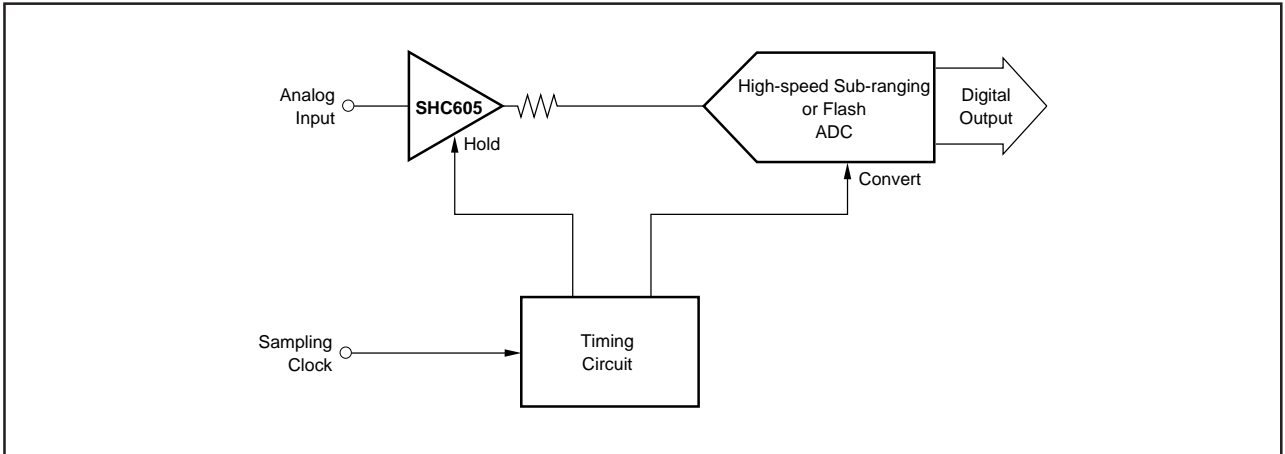 Analog
Input
SHC605
Hold
High-speed Sub-ranging
or Flash
ADC
Digital
Output
Convert
Sampling
Clock
Timing
Circuit